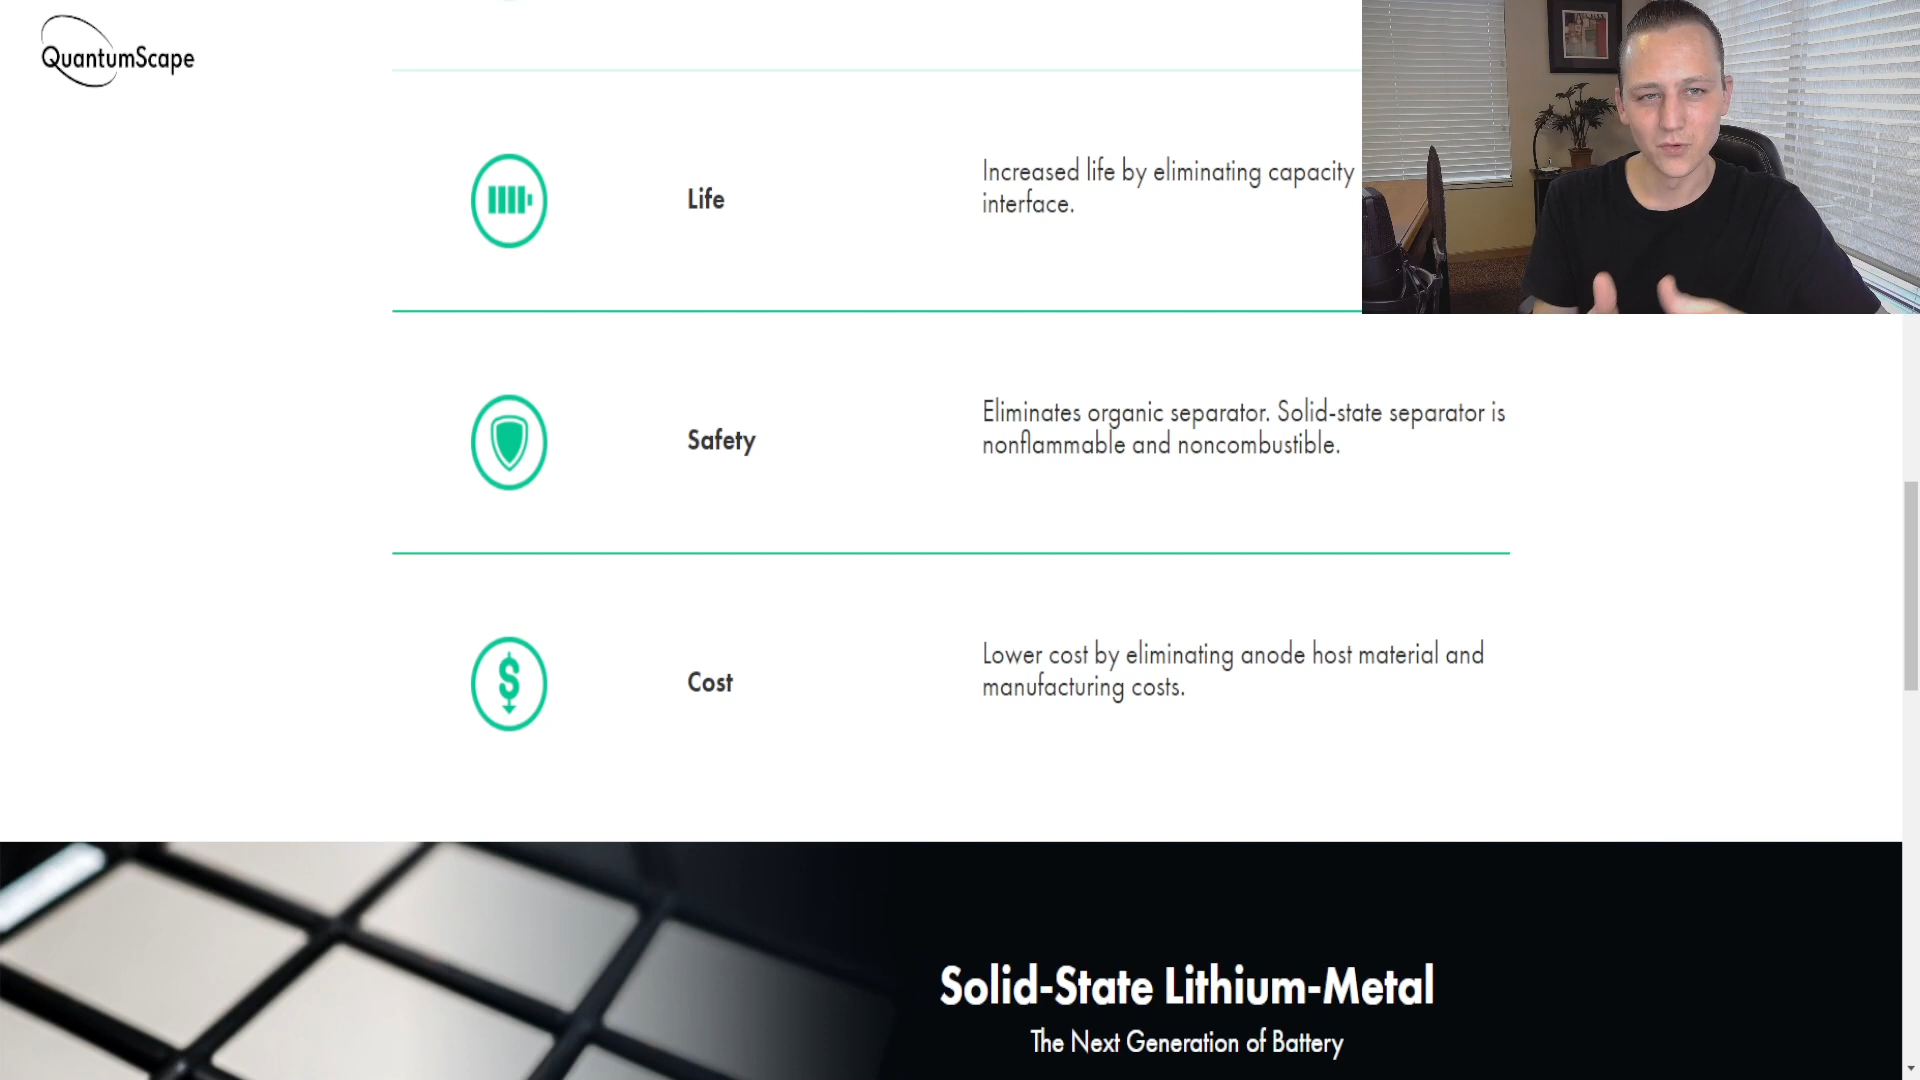 QuantumScape
Life
Increased life by eliminating capacity
interface.
Safety
Eliminates organic separator. Solid-state separator is
nonflammable and noncombustible.
Cost
Lower cost by eliminating anode host material and
manufacturing costs.
Solid-State Lithium-Metal
The Next Generation of Battery